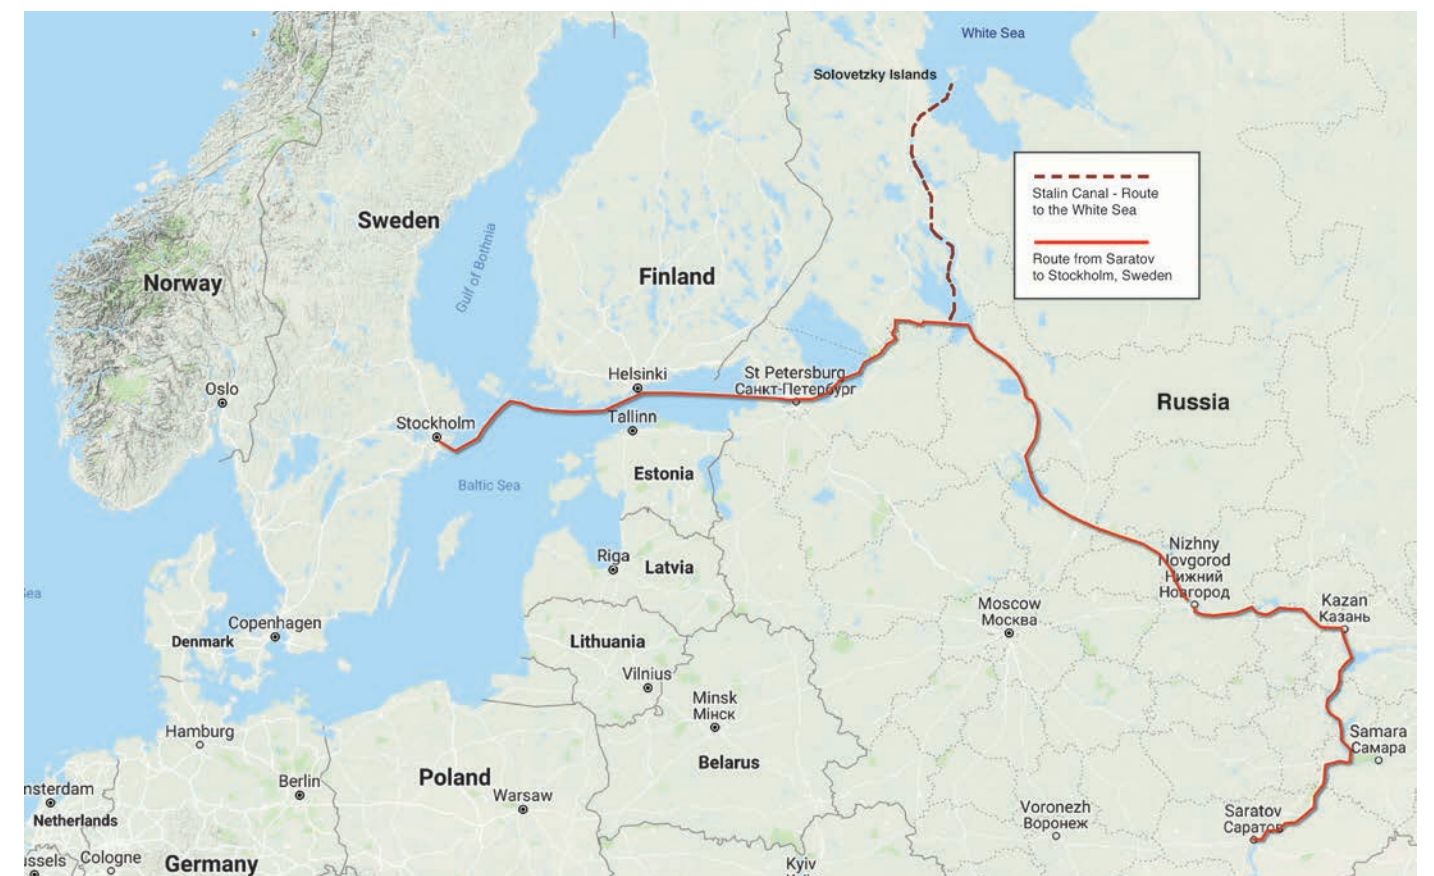 White Sea
Solovetzky Islands
Stalin Canal - Route
to the White Sea
Route from Saratov
to Stockholm, Sweden
Sweden
Gulf of Bothnia
Norway
Finland
Oslo
Helsinki
St Petersburg
Санкт-Петербург
Russia
Stockholm
Tallinn
Estonia
Baltic Sea
Riga
Latvia
Nizhny
Novgorod
Нижний
Новгород
Moscow
Москва
Kazan
Казань
Copenhagen
Denmark
Lithuania
Vilnius
Minsk
Мінск
Hamburg
Belarus
Samara
Самара
Berlin
Poland
Warsaw
Voronezh
Воронеж
Saratov
Саратов
nsterdam
Netherlands
ussels
Cologne
Germany
Kyiv